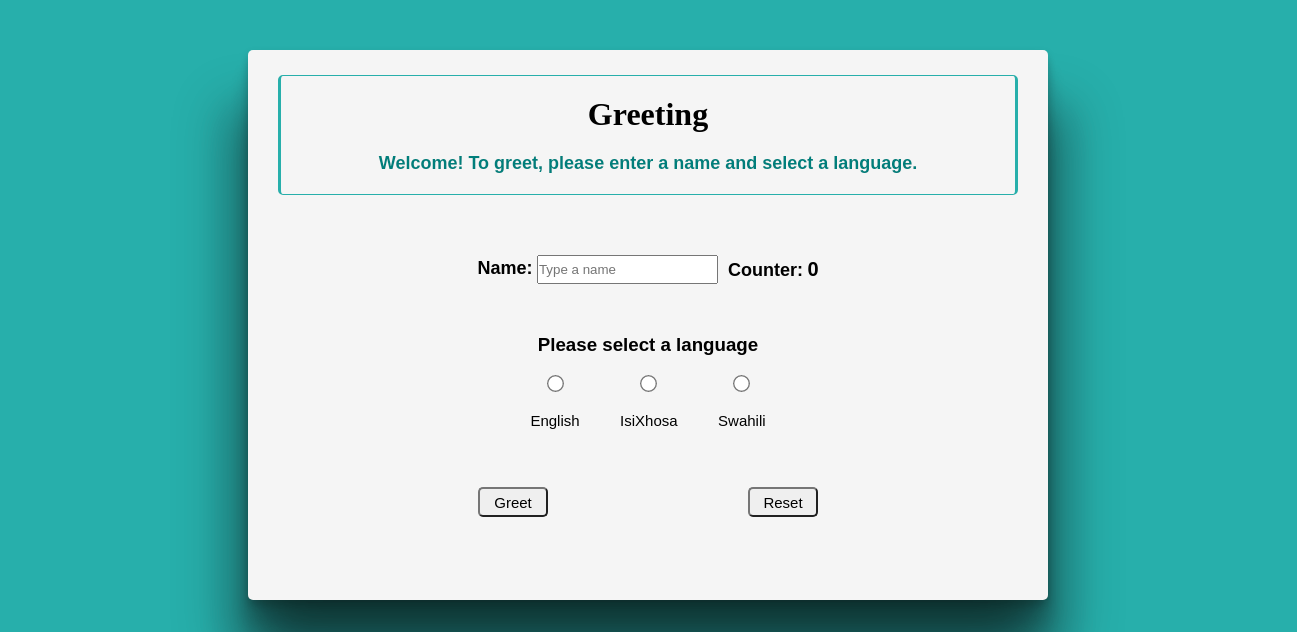 Greeting
Welcome! To greet, please enter a name and select a language.
Name: Type a name Counter: 0
Please select a language
English IsiXhosa Swahili
Greet Reset